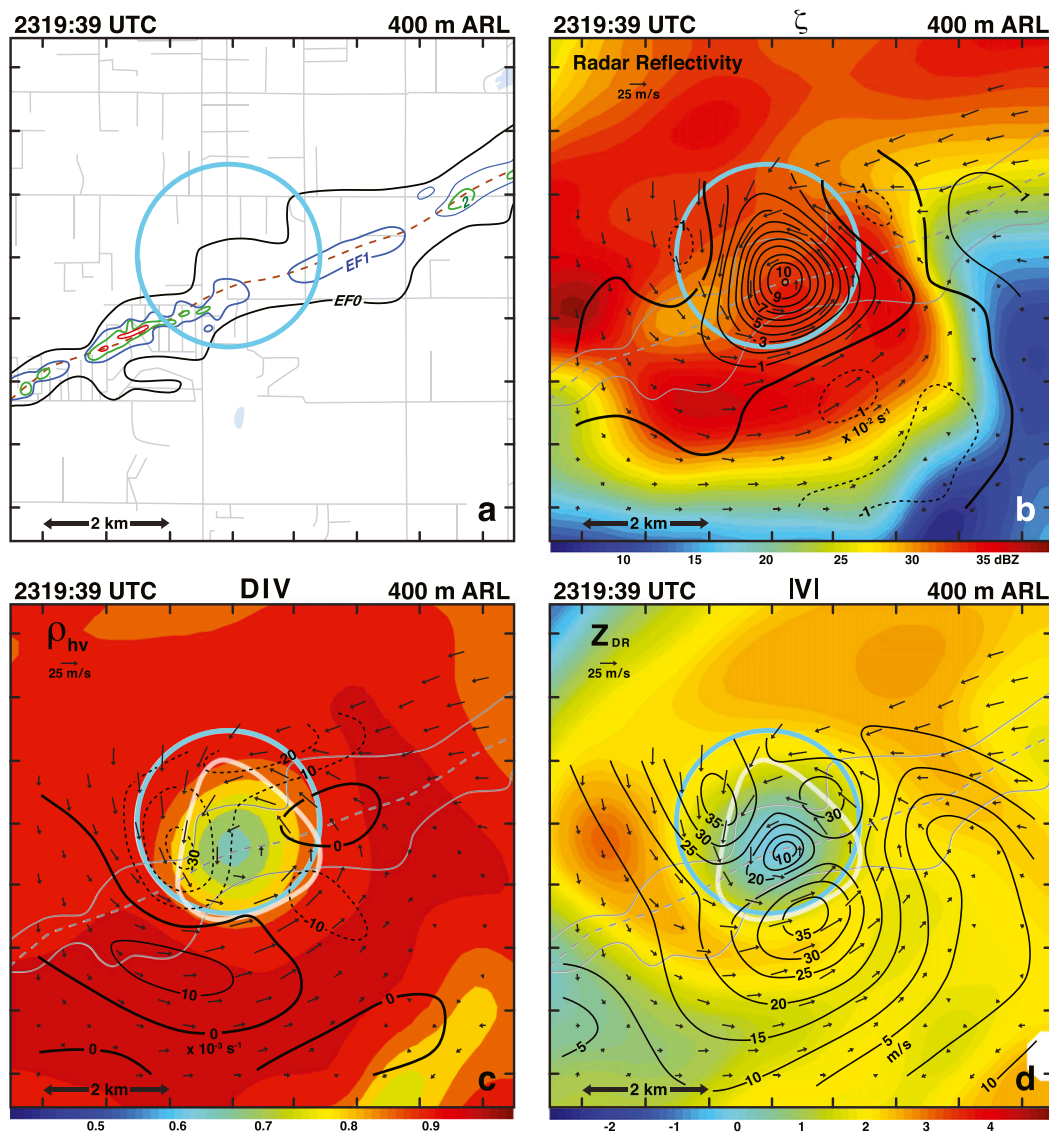 2319:39 UTC 400 m ARL
EF1
EF0
2
2 km
a
2319:39 UTC ζ 400 m ARL
Radar Reflectivity
25 m/s
-1
-1
1
10
9
5
3
1
-1
x 10⁻² s⁻¹
-1
2 km
b
10 15 20 25 30 35 dBZ
2319:39 UTC DIV 400 m ARL
ρhv
25 m/s
-20
-10
-30
0
-10
10
0
x 10⁻³ s⁻¹
0
0
2 km
c
0.5 0.6 0.7 0.8 0.9
2319:39 UTC IVI 400 m ARL
ZDR
25 m/s
35
30
25
30
10
20
35
30
25
20
15
10
5
5
m/s
10
2 km
d
-2 -1 0 1 2 3 4